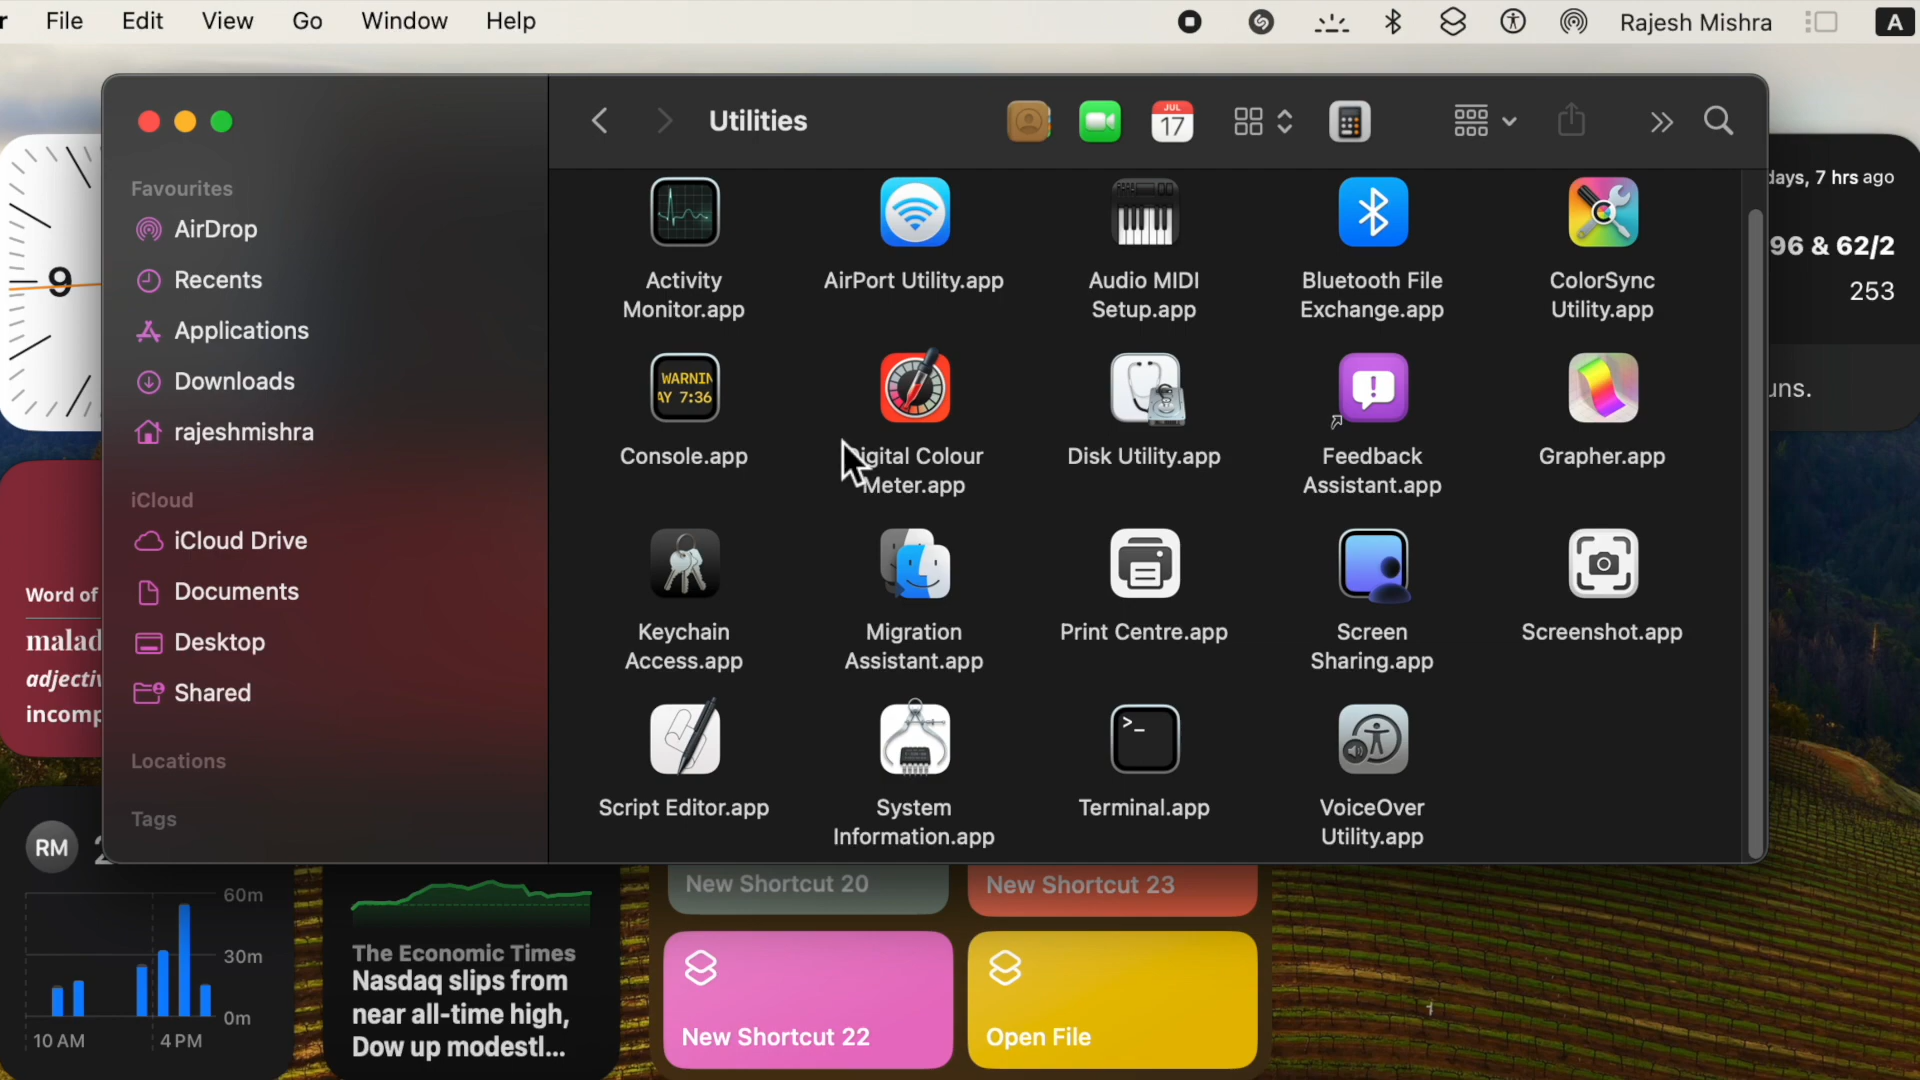 File Edit View Go Window Help Rajesh Mishra A
Utilities
JUL
17
Favourites
AirDrop
Recents
Applications
Downloads
rajeshmishra
iCloud
iCloud Drive
Documents
Desktop
Shared
Locations
Tags
Activity
Monitor.app
AirPort Utility.app
Audio MIDI
Setup.app
Bluetooth File
Exchange.app
ColorSync
Utility.app
WARNIN
AY 7:36
Console.app
Digital Colour
Meter.app
Disk Utility.app
Feedback
Assistant.app
Grapher.app
Keychain
Access.app
Migration
Assistant.app
Print Centre.app
Screen
Sharing.app
Screenshot.app
Script Editor.app
System
Information.app
>_
Terminal.app
VoiceOver
Utility.app
9
days, 7 hrs ago
96 & 62/2
253
uns.
Word of
malad
adjecti
incomp
RM
60m
30m
0m
10 AM 4 PM
The Economic Times
Nasdaq slips from
near all-time high,
Dow up modestl...
New Shortcut 20
New Shortcut 23
New Shortcut 22
Open File